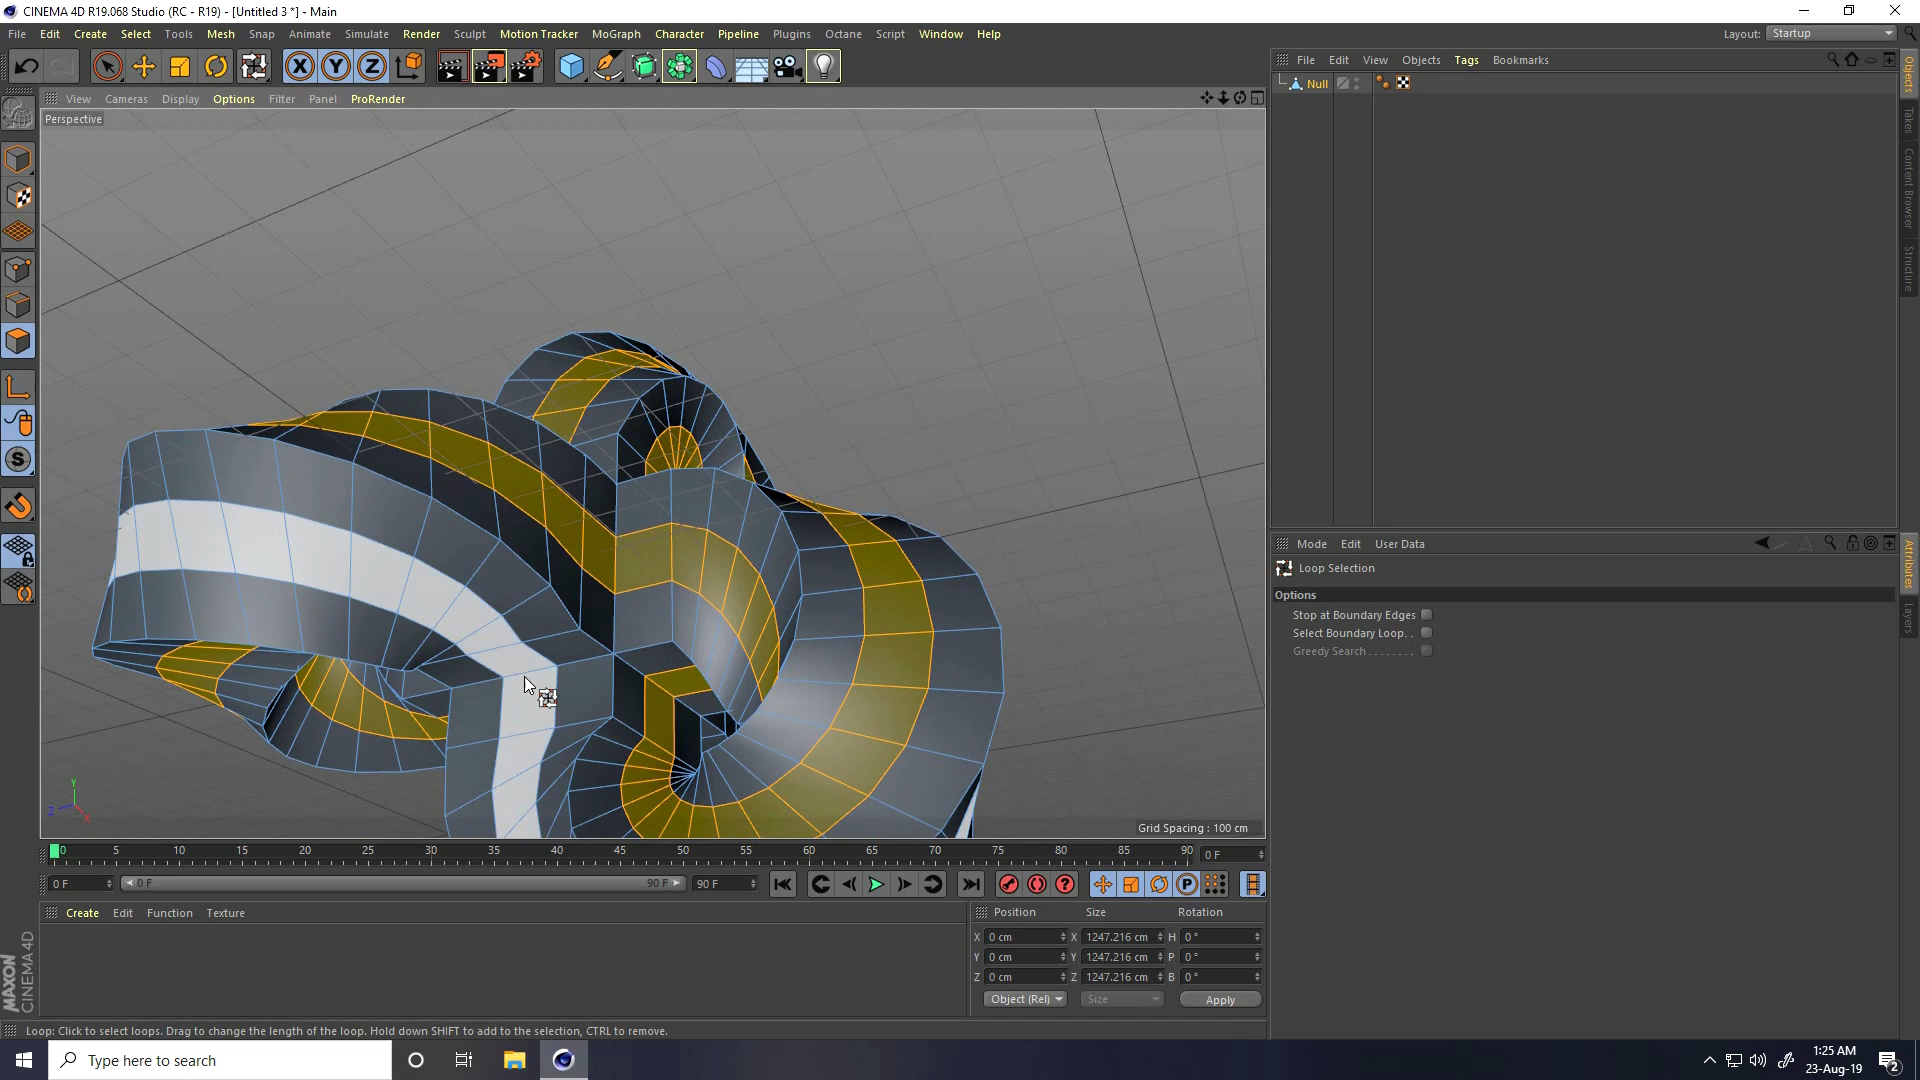 CINEMA 4D R19.068 Studio (RC - R19) - [Untitled 3 *] - Main
File Edit Create Select Tools Mesh Snap Animate Simulate Render Sculpt Motion Tracker MoGraph Character Pipeline Plugins Octane Script Window Help Layout: Startup
X Y Z
File Edit View Objects Tags Bookmarks
Null
View Cameras Display Options Filter Panel ProRender
Perspective
Y
Z
X
Grid Spacing : 100 cm
S
Objects
Takes
Content Browser
Structure
Mode Edit User Data
Loop Selection
Options
Stop at Boundary Edges
Select Boundary Loop. .
Greedy Search . . . . . . . .
Attributes
Layers
0 5 10 15 20 25 30 35 40 45 50 55 60 65 70 75 80 85 90 0 F
0 F 0 F 90 F 90 F P
Create Edit Function Texture
Position Size Rotation
X 0 cm X 1247.216 cm H 0 °
Y 0 cm Y 1247.216 cm P 0 °
Z 0 cm Z 1247.216 cm B 0 °
Object (Rel) Size Apply
MAXON
CINEMA 4D
Loop: Click to select loops. Drag to change the length of the loop. Hold down SHIFT to add to the selection, CTRL to remove.
Type here to search
1:25 AM
23-Aug-19
2